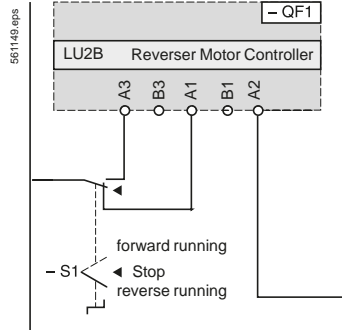 561149.eps
– QF1
LU2B Reverser Motor Controller
A3 B3 A1 B1 A2
forward running
– S1 Stop
reverse running